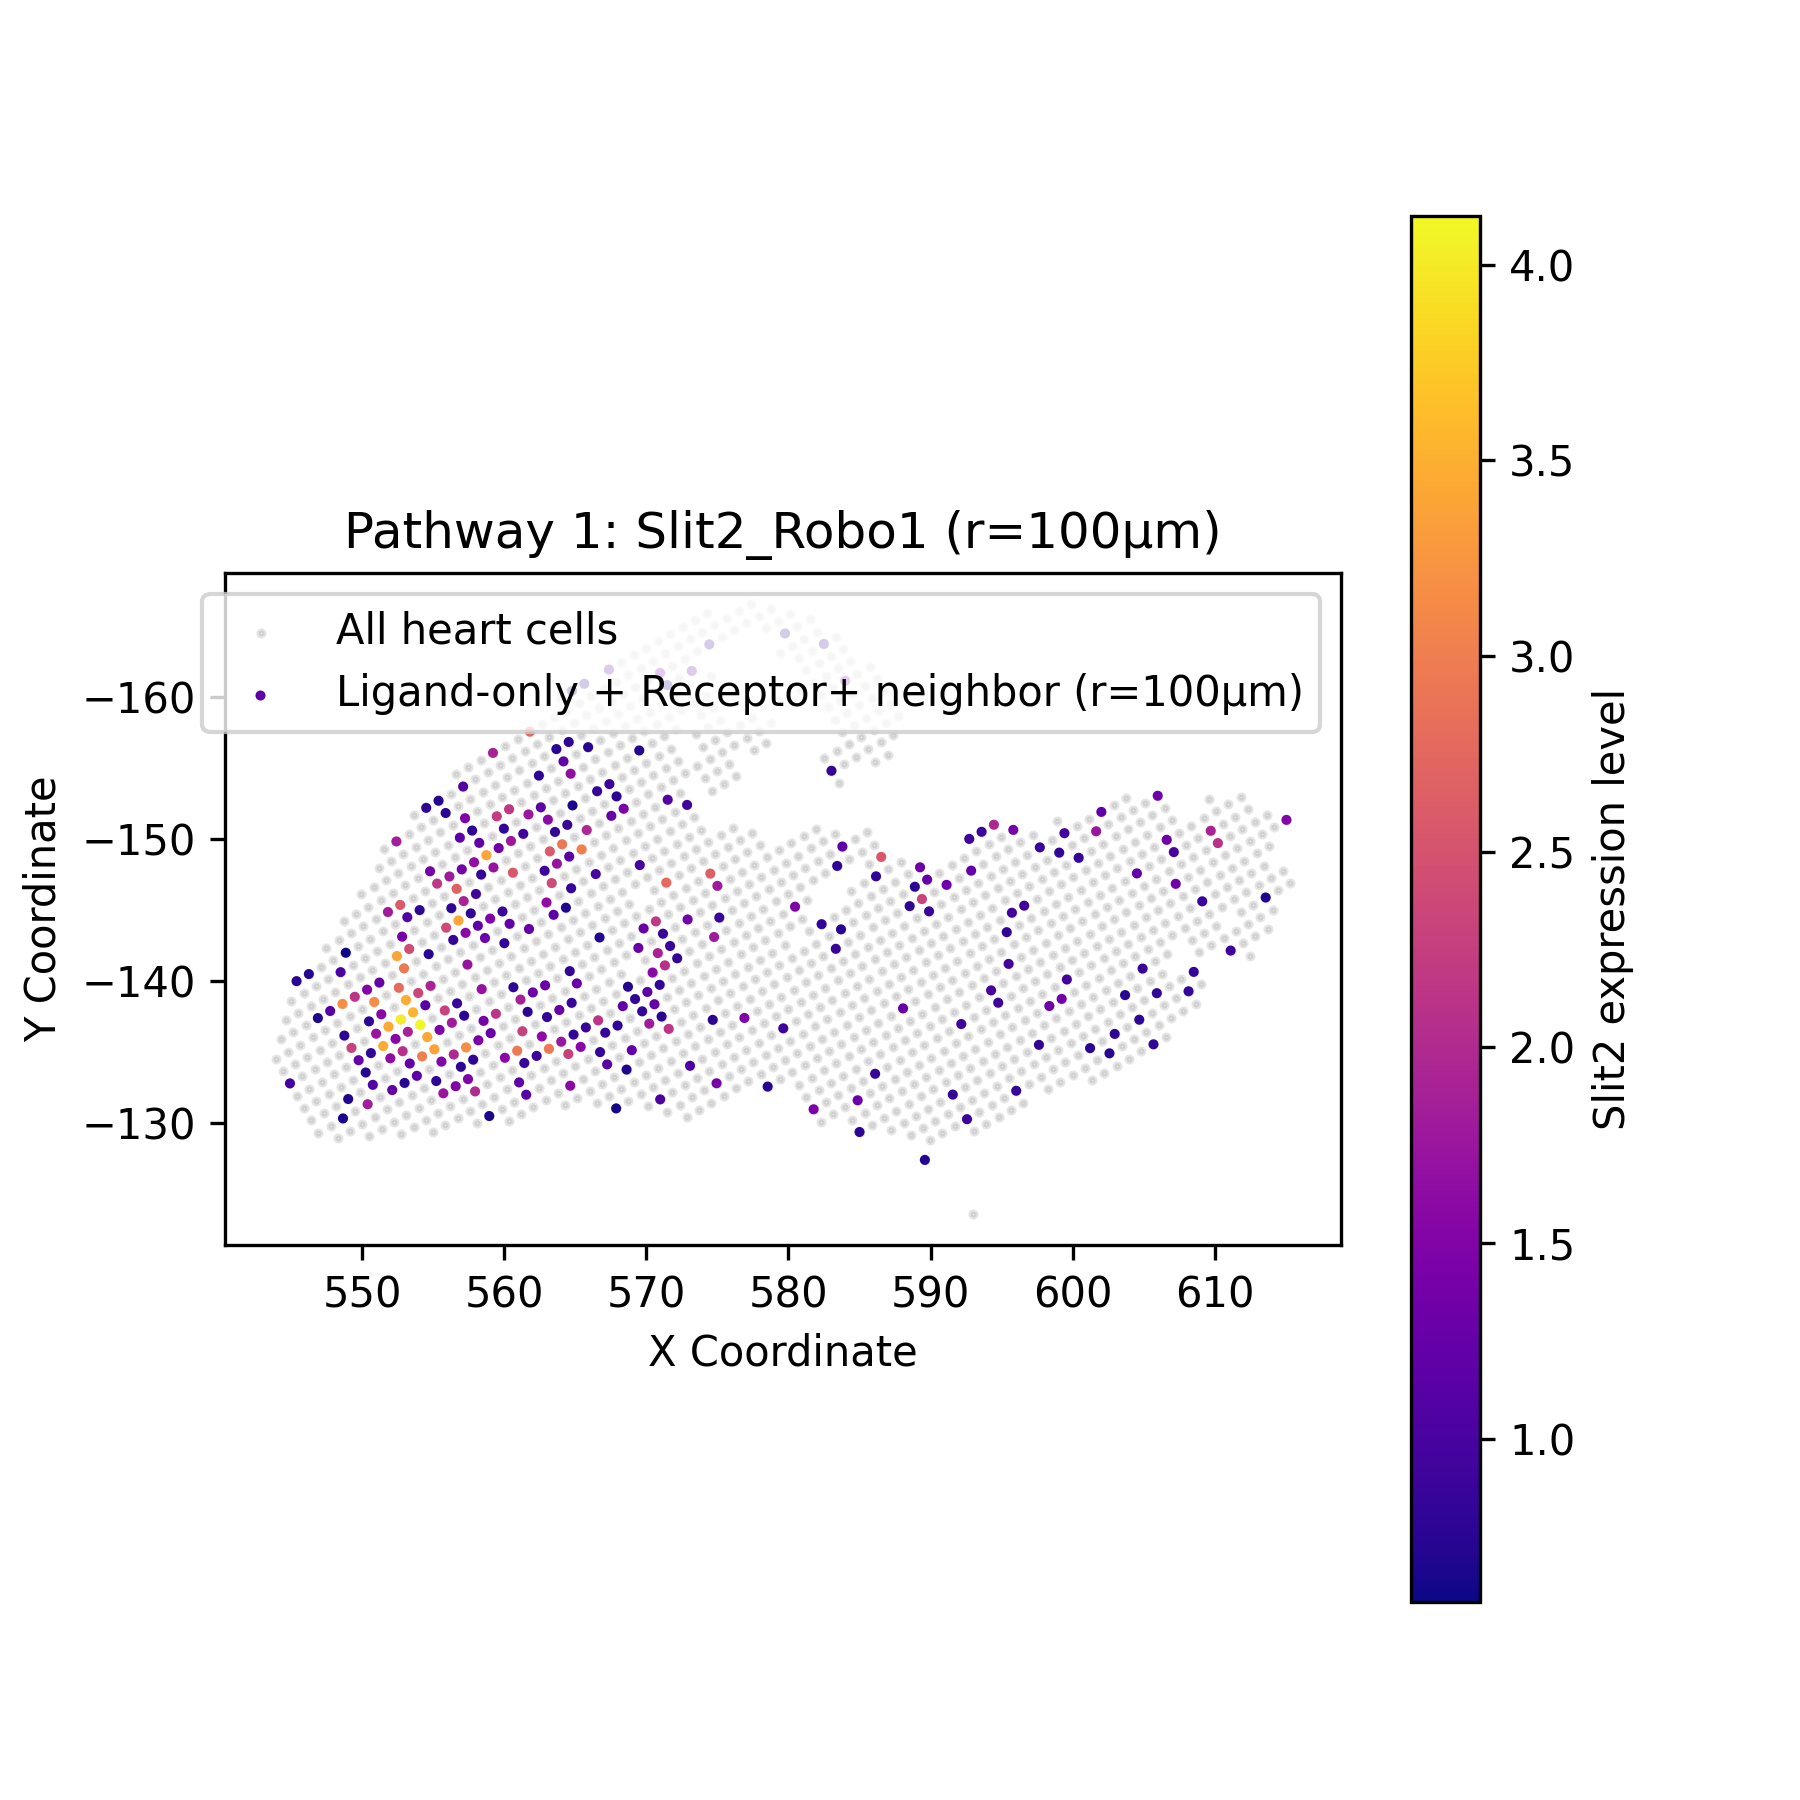 Pathway 1: Slit2_Robo1 (r=100μm)
All heart cells
Ligand-only + Receptor+ neighbor (r=100μm)
−160
−150
−140
−130
Y Coordinate
550 560 570 580 590 600 610
X Coordinate
4.0
3.5
3.0
2.5
2.0
1.5
1.0
Slit2 expression level